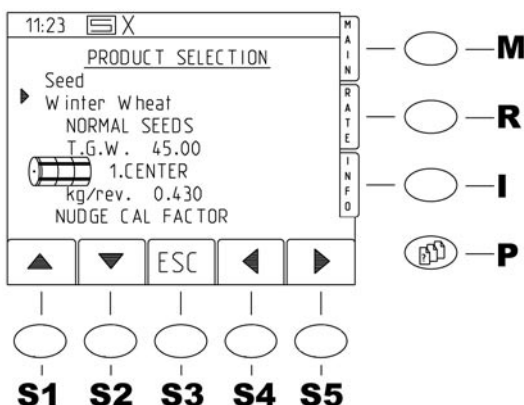 11:23 X
PRODUCT SELECTION
Seed
Winter Wheat
NORMAL SEEDS
T.G.W. 45.00
1.CENTER
kg/rev. 0.430
NUDGE CAL FACTOR
ESC
MAIN
RATE
INFO
M
R
I
P
S1 S2 S3 S4 S5